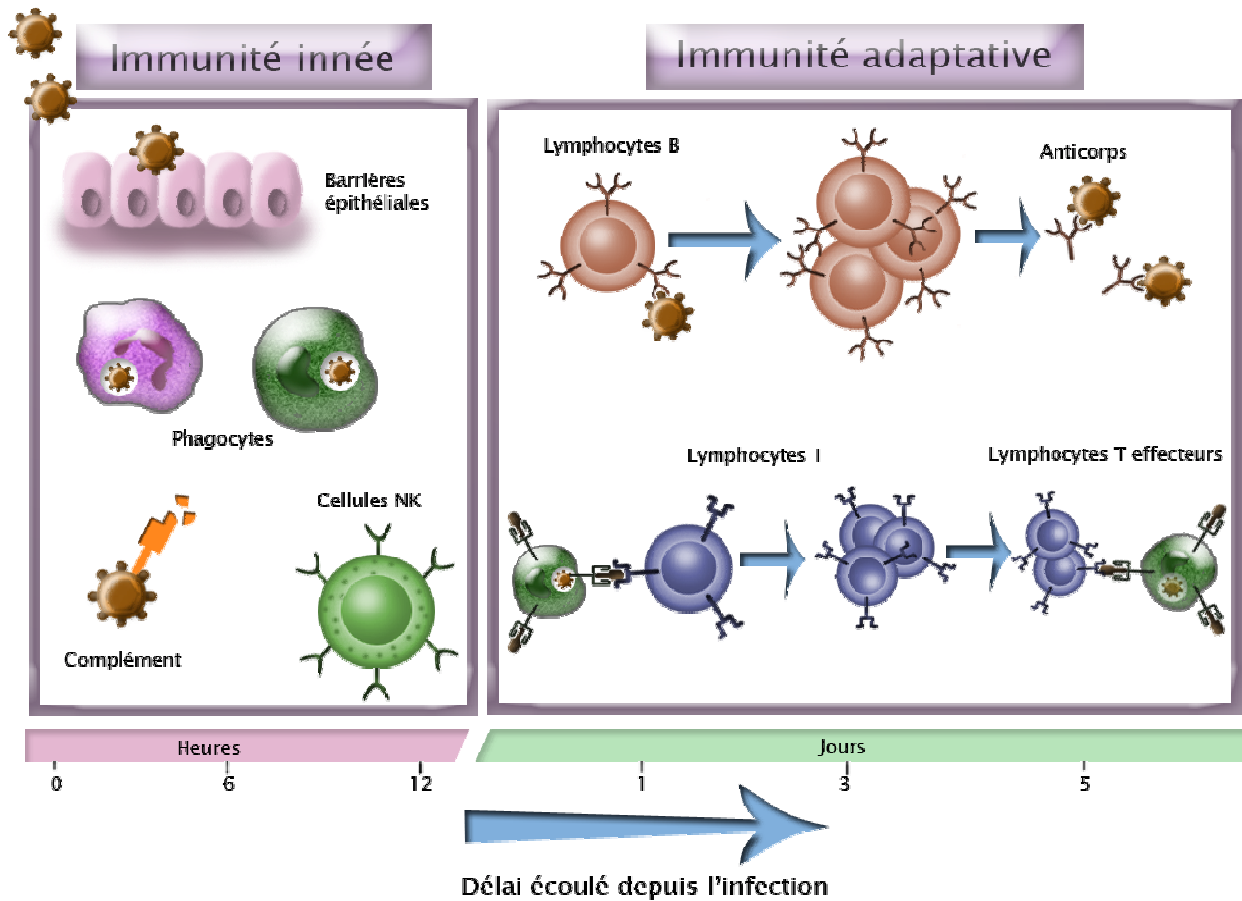 Immunité innée
Immunité adaptative
Barrières
épithéliales
Phagocytes
Cellules NK
Complément
Lymphocytes B
Anticorps
Lymphocytes T
Lymphocytes T effecteurs
Heures
Jours
0 6 12 1 3 5
Délai écoulé depuis l'infection